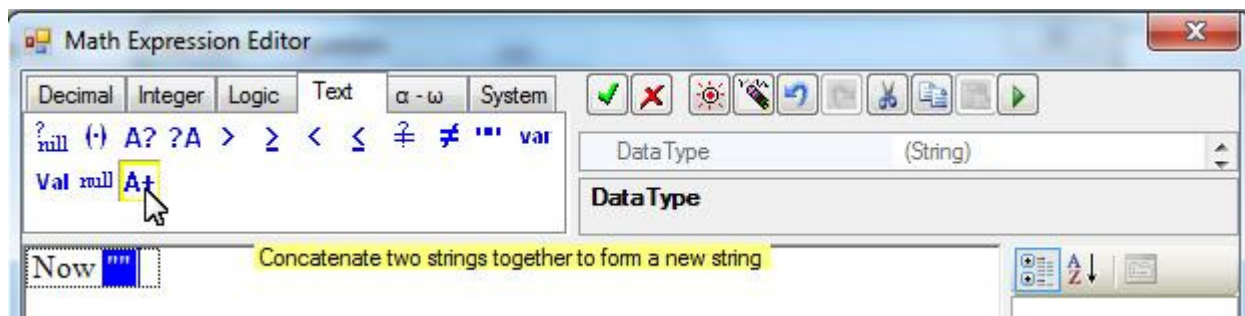 Math Expression Editor
Decimal Integer Logic Text α - ω System
?null (·) A? ?A > ≥ < ≤ ≠ "" var
DataType (String)
Val null A+
DataType
Now ""
Concatenate two strings together to form a new string